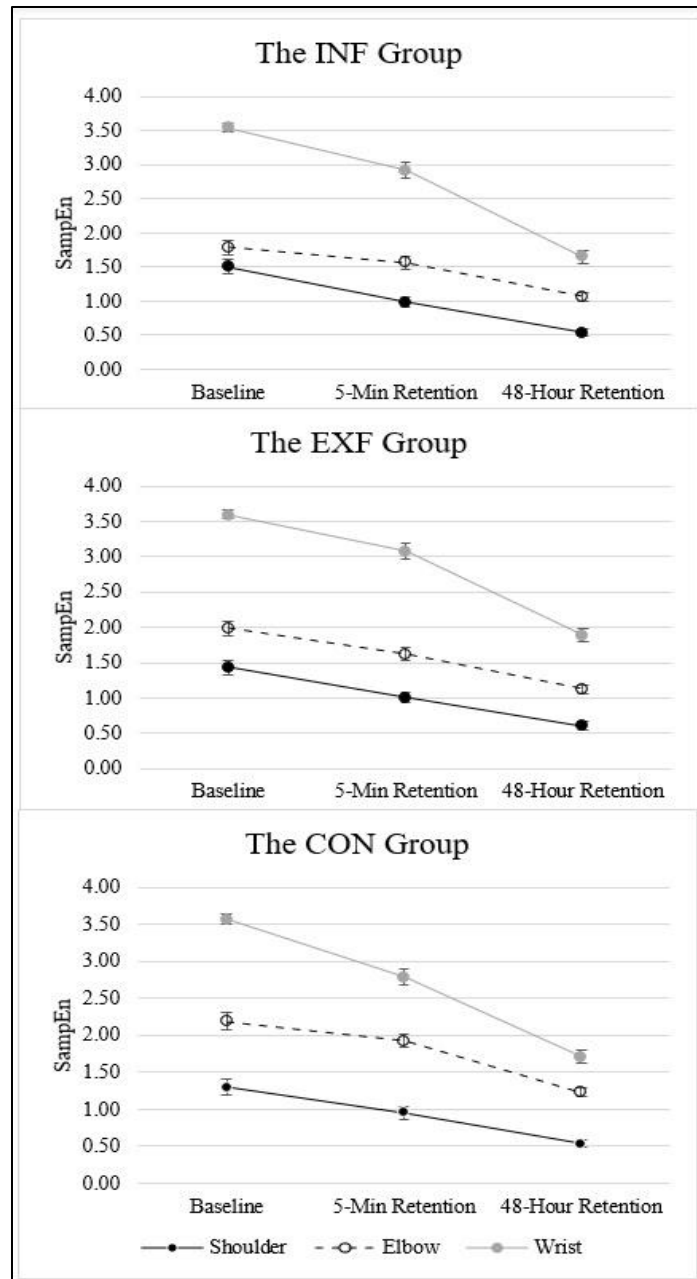 The INF Group
4.00
3.50
3.00
2.50
2.00
1.50
1.00
0.50
0.00
SampEn
Baseline 5-Min Retention 48-Hour Retention
The EXF Group
4.00
3.50
3.00
2.50
2.00
1.50
1.00
0.50
0.00
SampEn
Baseline 5-Min Retention 48-Hour Retention
The CON Group
4.00
3.50
3.00
2.50
2.00
1.50
1.00
0.50
0.00
SampEn
Baseline 5-Min Retention 48-Hour Retention
Shoulder Elbow Wrist